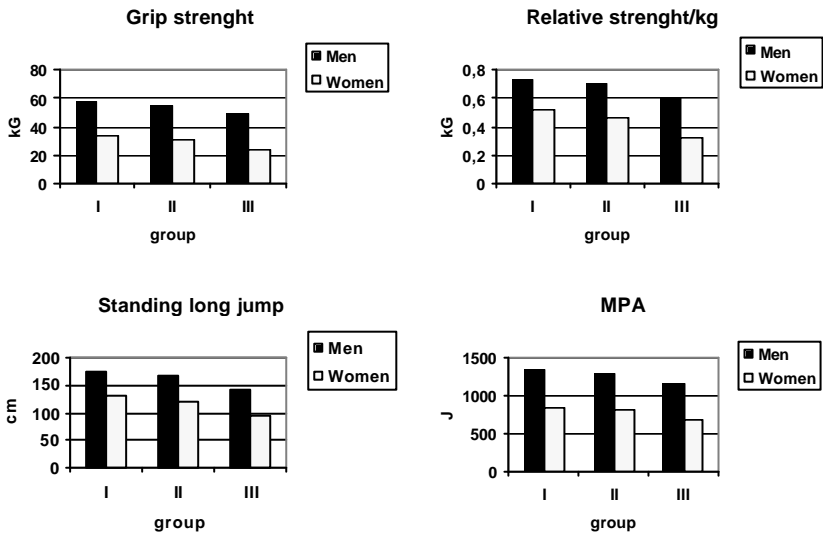 Grip strenght
Men
Women
80
60
40
20
0
kG
I II III
group
Relative strenght/kg
Men
Women
0,8
0,6
0,4
0,2
0
kG
I II III
group
Standing long jump
Men
Women
200
150
100
50
0
cm
I II III
group
MPA
Men
Women
1500
1000
500
0
J
I II III
group